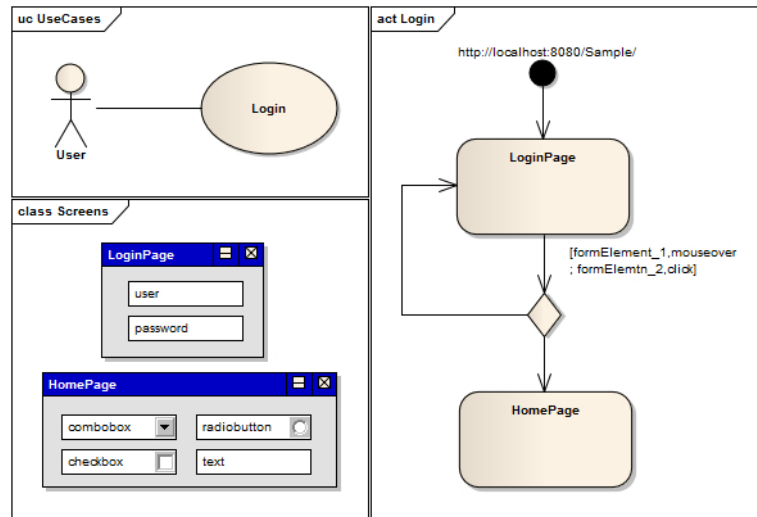 uc UseCases
User
Login
class Screens
LoginPage
user
password
HomePage
combobox
radiobutton
checkbox
text
act Login
http://localhost:8080/Sample/
LoginPage
[formElement_1,mouseover
; formElemtn_2,click]
HomePage